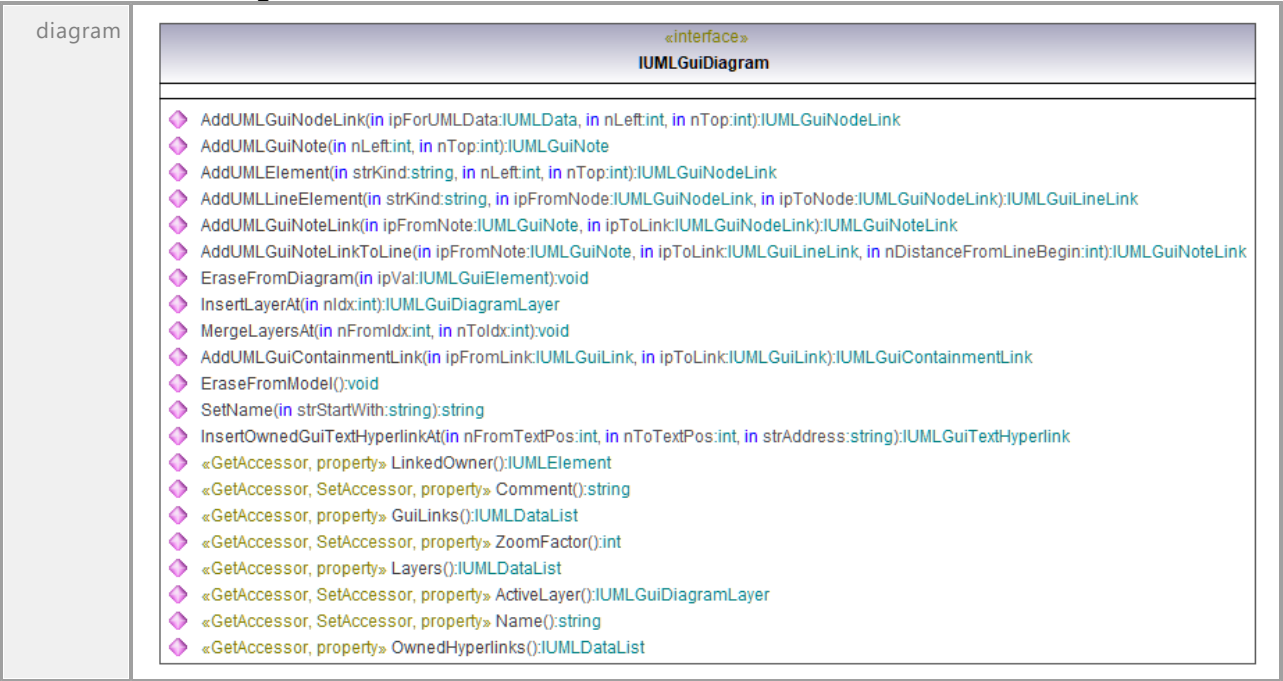 diagram
«interface»
IUMLGuiDiagram
AddUMLGuiNodeLink(in ipForUMLData:IUMLData, in nLeft:int, in nTop:int):IUMLGuiNodeLink
AddUMLGuiNote(in nLeft:int, in nTop:int):IUMLGuiNote
AddUMLElement(in strKind:string, in nLeft:int, in nTop:int):IUMLGuiNodeLink
AddUMLLineElement(in strKind:string, in ipFromNode:IUMLGuiNodeLink, in ipToNode:IUMLGuiNodeLink):IUMLGuiLineLink
AddUMLGuiNoteLink(in ipFromNote:IUMLGuiNote, in ipToLink:IUMLGuiNodeLink):IUMLGuiNoteLink
AddUMLGuiNoteLinkToLine(in ipFromNote:IUMLGuiNote, in ipToLink:IUMLGuiLineLink, in nDistanceFromLineBegin:int):IUMLGuiNoteLink
EraseFromDiagram(in ipVal:IUMLGuiElement):void
InsertLayerAt(in nIdx:int):IUMLGuiDiagramLayer
MergeLayersAt(in nFromIdx:int, in nToIdx:int):void
AddUMLGuiContainmentLink(in ipFromLink:IUMLGuiLink, in ipToLink:IUMLGuiLink):IUMLGuiContainmentLink
EraseFromModel():void
SetName(in strStartWith:string):string
InsertOwnedGuiTextHyperlinkAt(in nFromTextPos:int, in nToTextPos:int, in strAddress:string):IUMLGuiTextHyperlink
«GetAccessor, property» LinkedOwner():IUMLElement
«GetAccessor, SetAccessor, property» Comment():string
«GetAccessor, property» GuiLinks():IUMLDataList
«GetAccessor, SetAccessor, property» ZoomFactor():int
«GetAccessor, property» Layers():IUMLDataList
«GetAccessor, SetAccessor, property» ActiveLayer():IUMLGuiDiagramLayer
«GetAccessor, SetAccessor, property» Name():string
«GetAccessor, property» OwnedHyperlinks():IUMLDataList